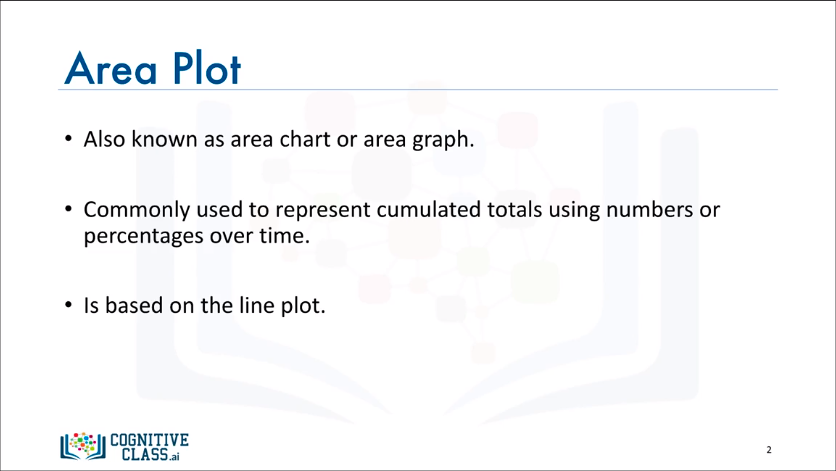 Area Plot
• Also known as area chart or area graph.
• Commonly used to represent cumulated totals using numbers or
percentages over time.
• Is based on the line plot.
COGNITIVE
CLASS.ai
2